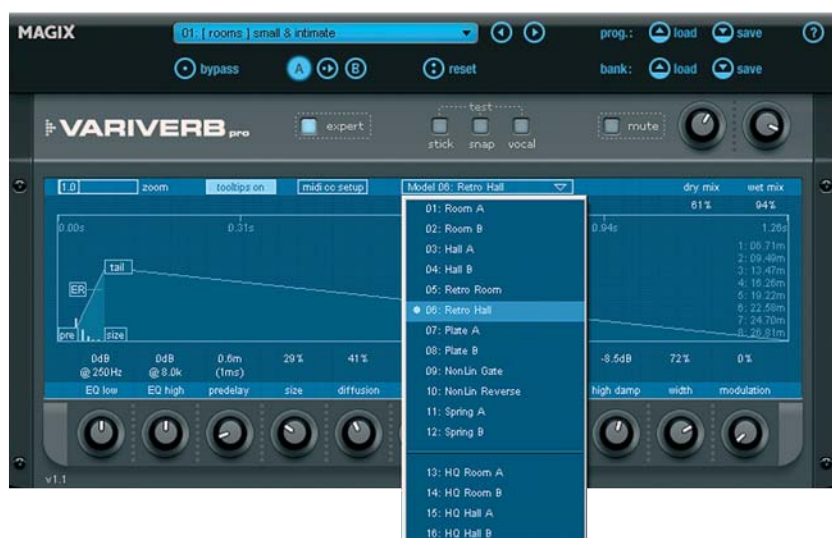 MAGIX
01: [ rooms ] small & intimate
prog.: load save ?
bypass A B reset
bank: load save
VARIVERB pro
expert
test
stick snap vocal
mute
1.0 zoom tooltips on midi cc setup Model 06: Retro Hall dry mix wet mix
61% 94%
0.00s 0.31s 0.94s 1.26s
tail
ER
pre size
1: 06.71m
2: 09.49m
3: 13.47m
4: 16.26m
5: 19.22m
6: 22.58m
7: 24.70m
8: 26.81m
01: Room A
02: Room B
03: Hall A
04: Hall B
05: Retro Room
06: Retro Hall
07: Plate A
08: Plate B
09: NonLin Gate
10: NonLin Reverse
11: Spring A
12: Spring B
13: HQ Room A
14: HQ Room B
15: HQ Hall A
16: HQ Hall B
0dB 0dB 0.6m 29% 41% -8.5dB 72% 0%
@ 250Hz @ 8.0k (1ms)
EQ low EQ high predelay size diffusion high damp width modulation
v1.1